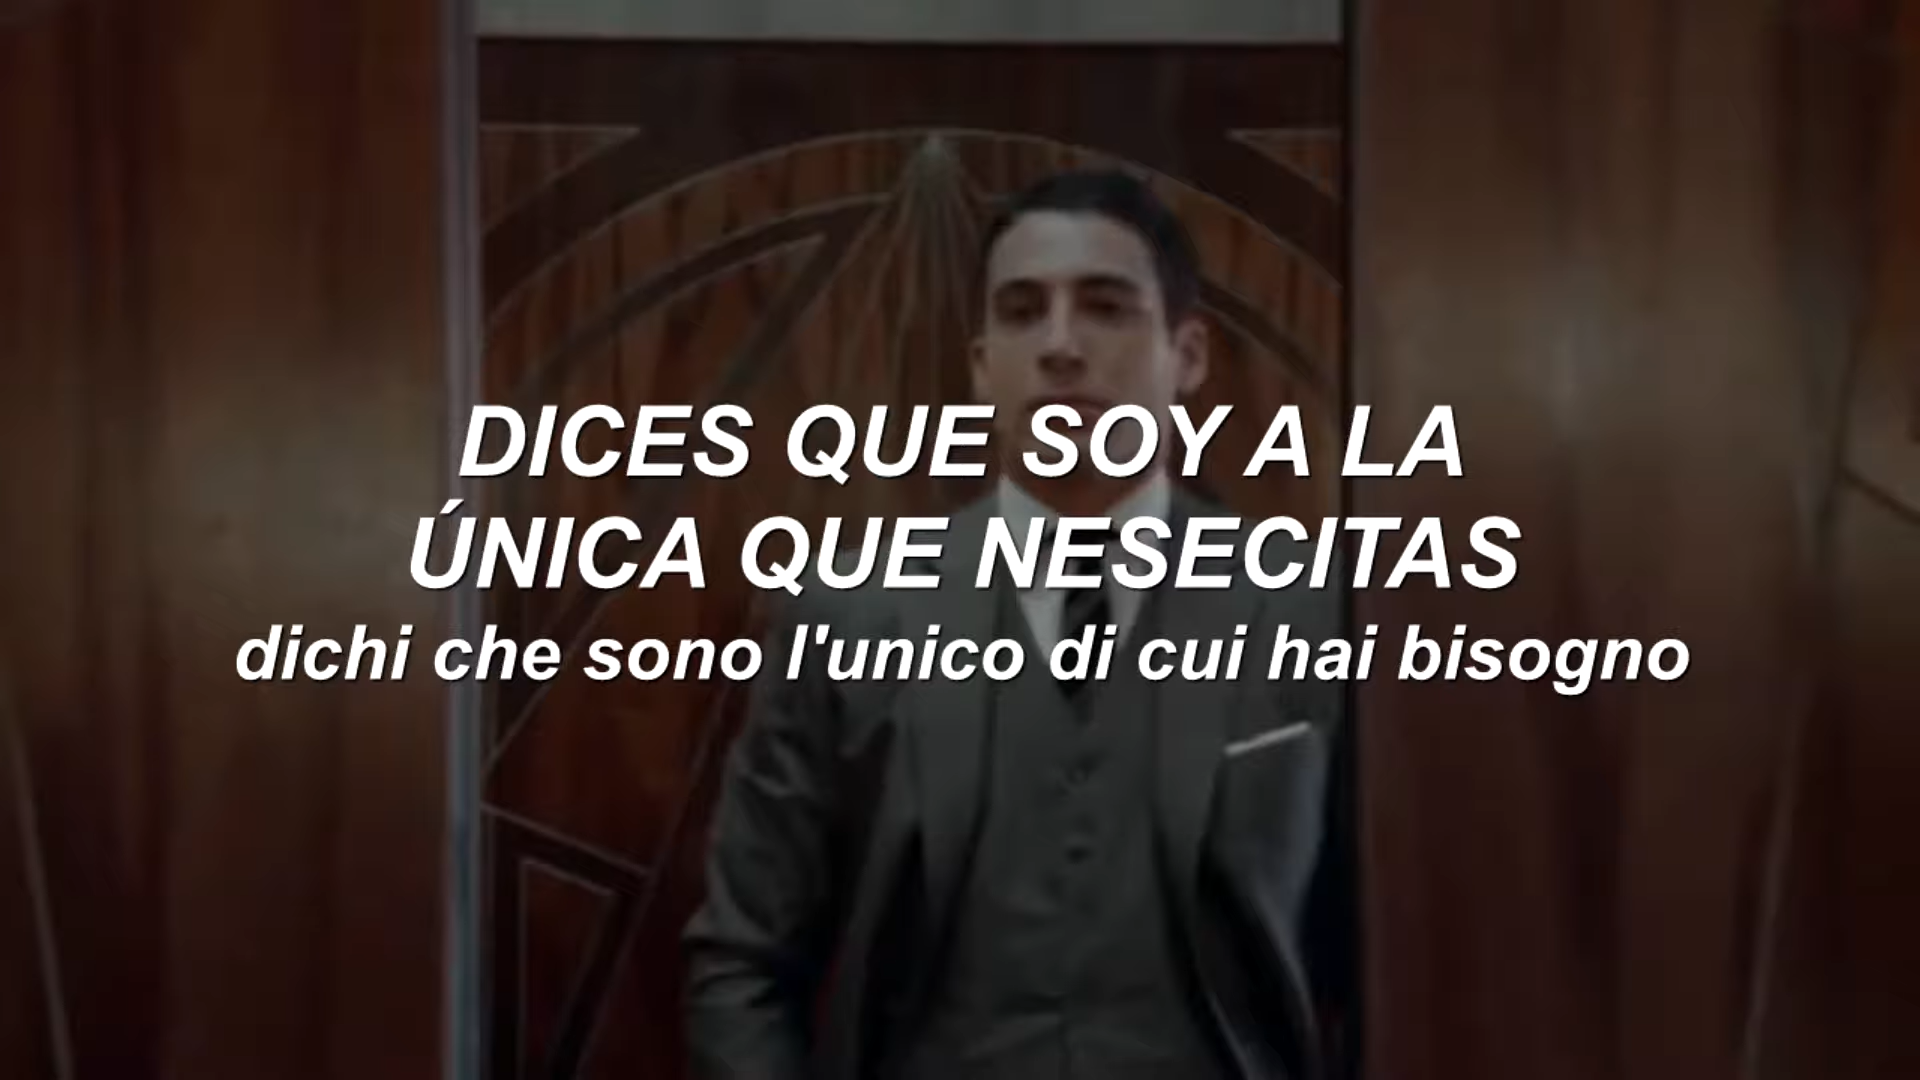 DICES QUE SOY A LA
ÚNICA QUE NESECITAS
dichi che sono l'unico di cui hai bisogno